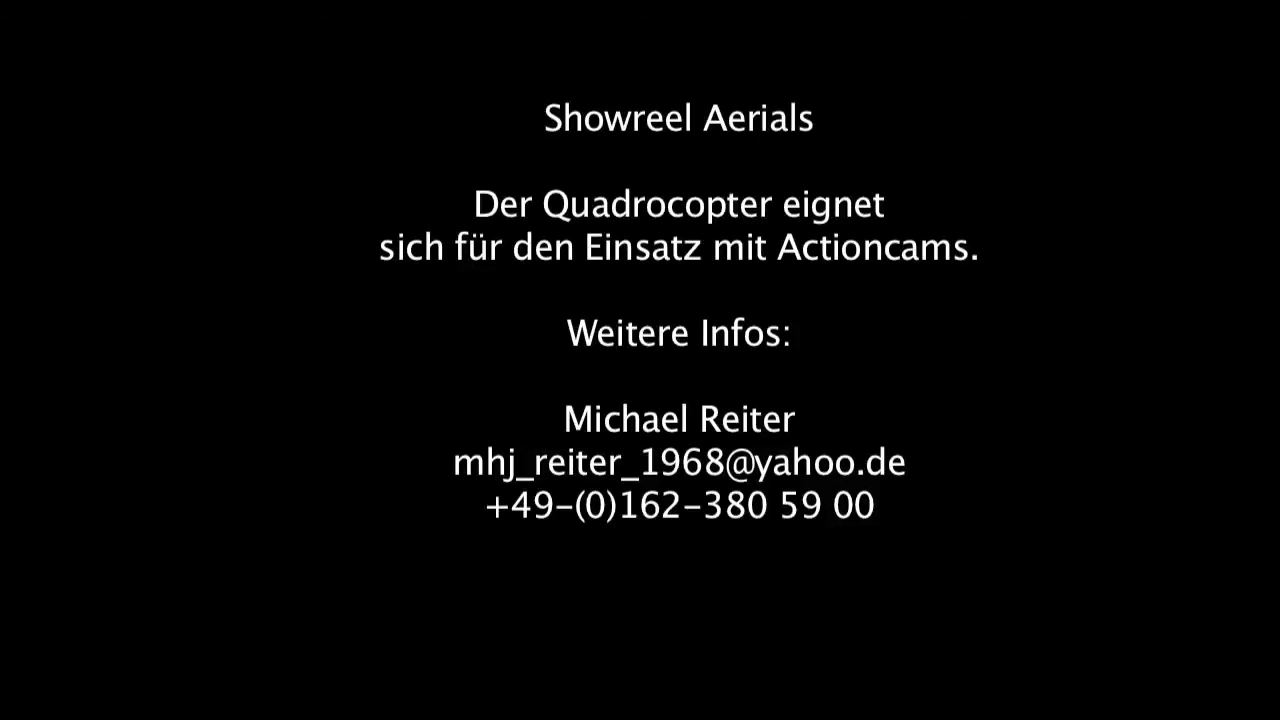 Showreel Aerials
Der Quadrocopter eignet
sich für den Einsatz mit Actioncams.
Weitere Infos:
Michael Reiter
mhj_reiter_1968@yahoo.de
+49-(0)162-380 59 00